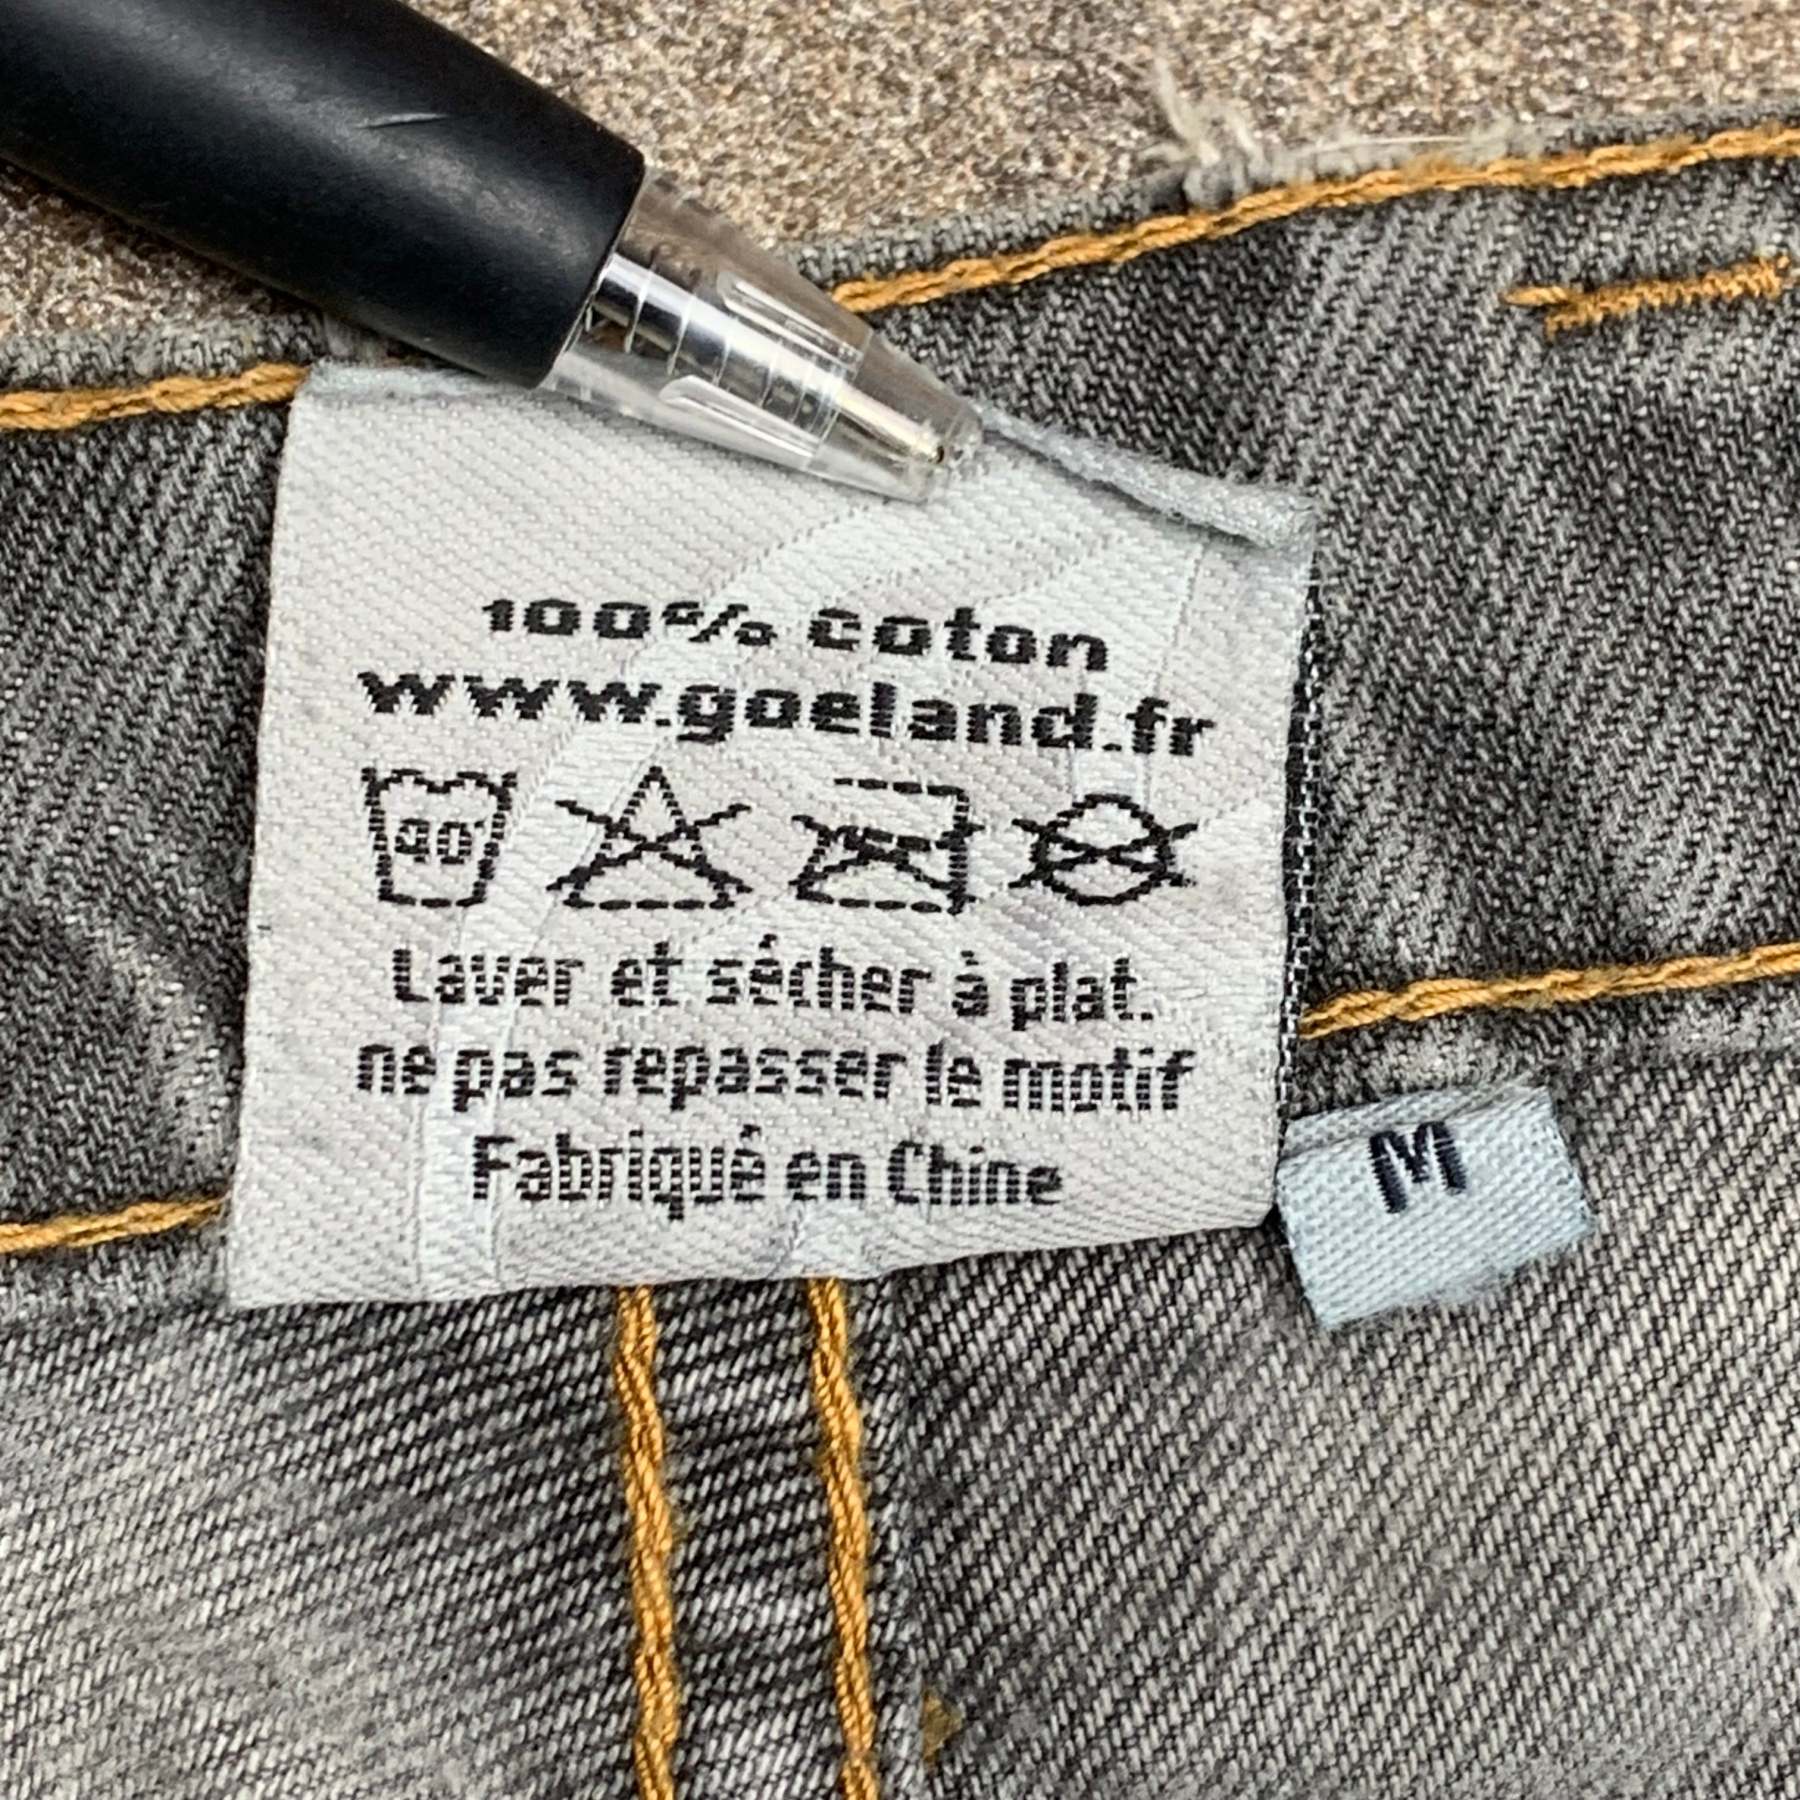 100% coton
www.goeland.fr
40°
Laver et sécher à plat.
ne pas repasser le motif
Fabriqué en Chine
M